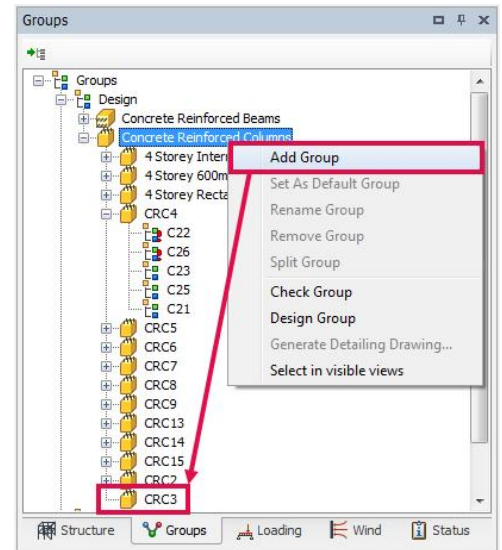 Groups
Groups
Design
Concrete Reinforced Beams
Concrete Reinforced Columns
4 Storey Inter
4 Storey 600m
4 Storey Recta
CRC4
C22
C26
C23
C25
C21
CRC5
CRC6
CRC7
CRC8
CRC9
CRC13
CRC14
CRC15
CRC2
CRC3
Add Group
Set As Default Group
Rename Group
Remove Group
Split Group
Check Group
Design Group
Generate Detailing Drawing...
Select in visible views
Structure Groups Loading Wind Status